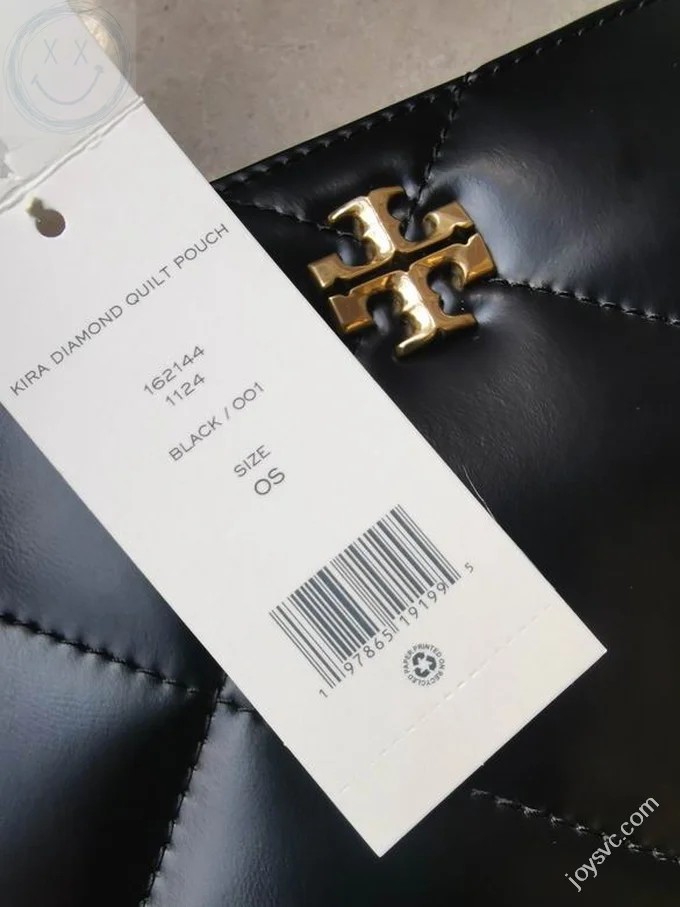 KIRA DIAMOND QUILT POUCH
162144
1124
BLACK / 001
SIZE
OS
1 97865 19199 5
PAPER PRINTED ON RECYCLED
joysvc.com